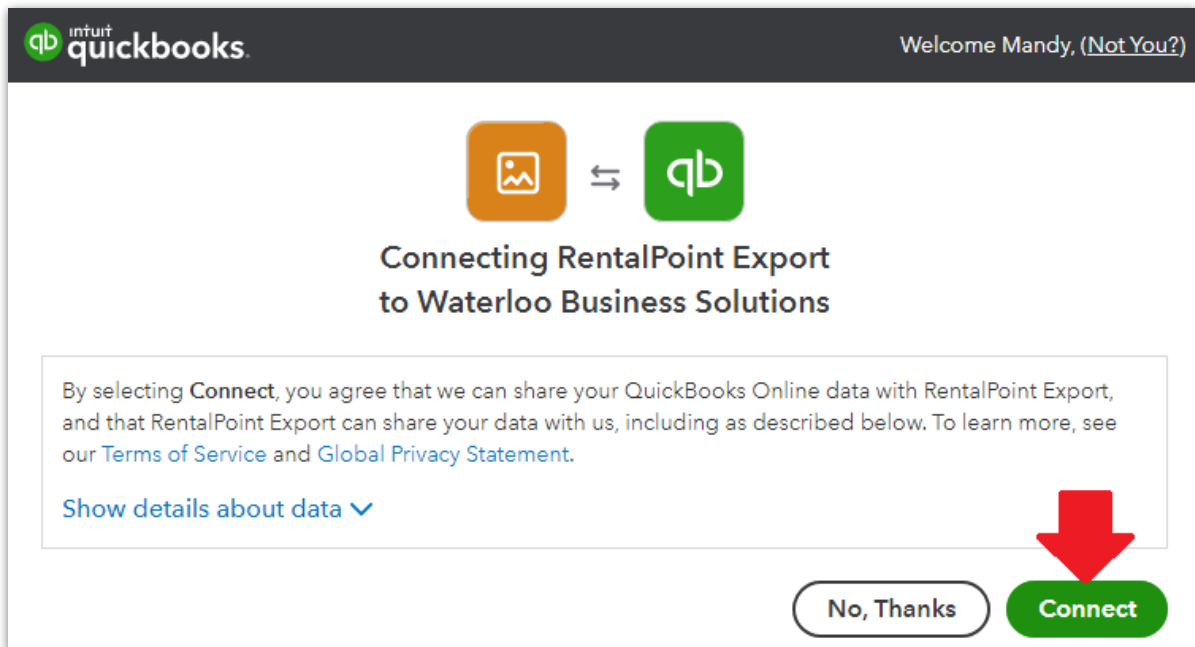 intuit
quickbooks.
Welcome Mandy, (Not You?)
qb
Connecting RentalPoint Export
to Waterloo Business Solutions
By selecting Connect, you agree that we can share your QuickBooks Online data with RentalPoint Export,
and that RentalPoint Export can share your data with us, including as described below. To learn more, see
our Terms of Service and Global Privacy Statement.
Show details about data
No, Thanks
Connect